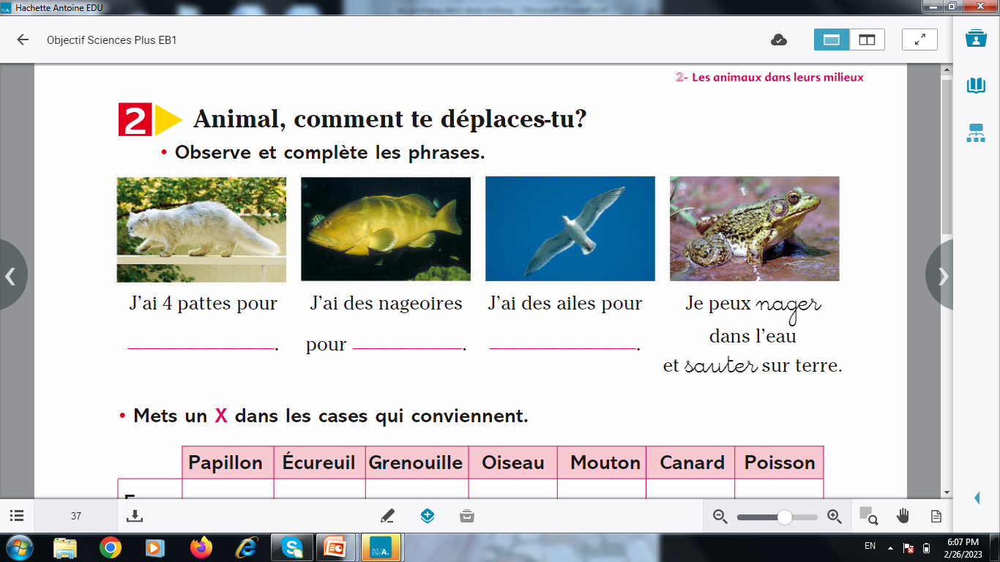 Hachette Antoine EDU
Objectif Sciences Plus EB1
2- Les animaux dans leurs milieux
2 Animal, comment te déplaces-tu?
• Observe et complète les phrases.
J'ai 4 pattes pour
____________.
J'ai des nageoires
pour ____________.
J'ai des ailes pour
____________.
Je peux nager
dans l'eau
et sauter sur terre.
• Mets un X dans les cases qui conviennent.
Papillon Écureuil Grenouille Oiseau Mouton Canard Poisson
37
EN
6:07 PM
2/26/2023